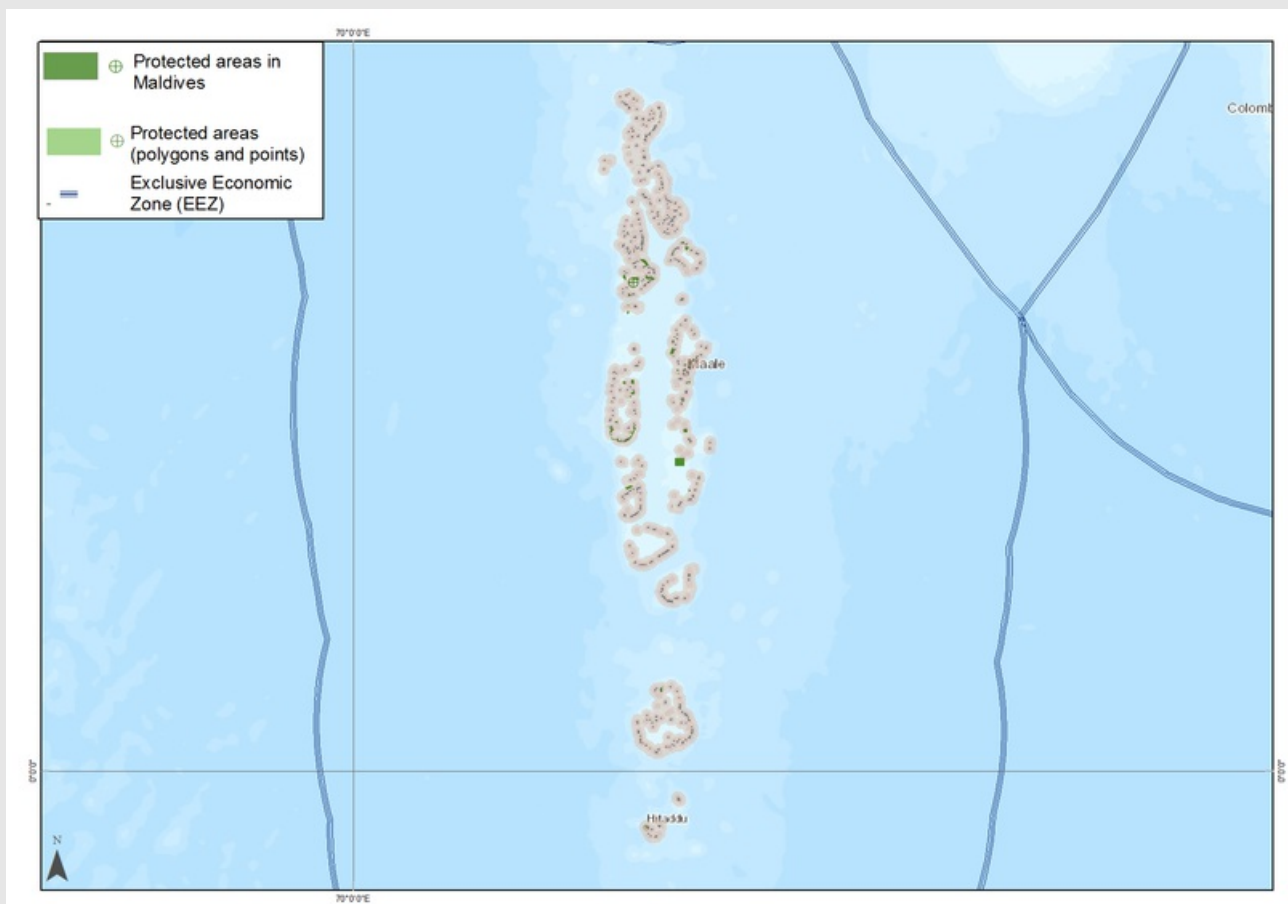 70°0'0"E
Protected areas in
Maldives
Protected areas
(polygons and points)
Exclusive Economic
Zone (EEZ)
Colomb
Maale
0°0'0"
0°0'0"
Hitaddu
N
70°0'0"E